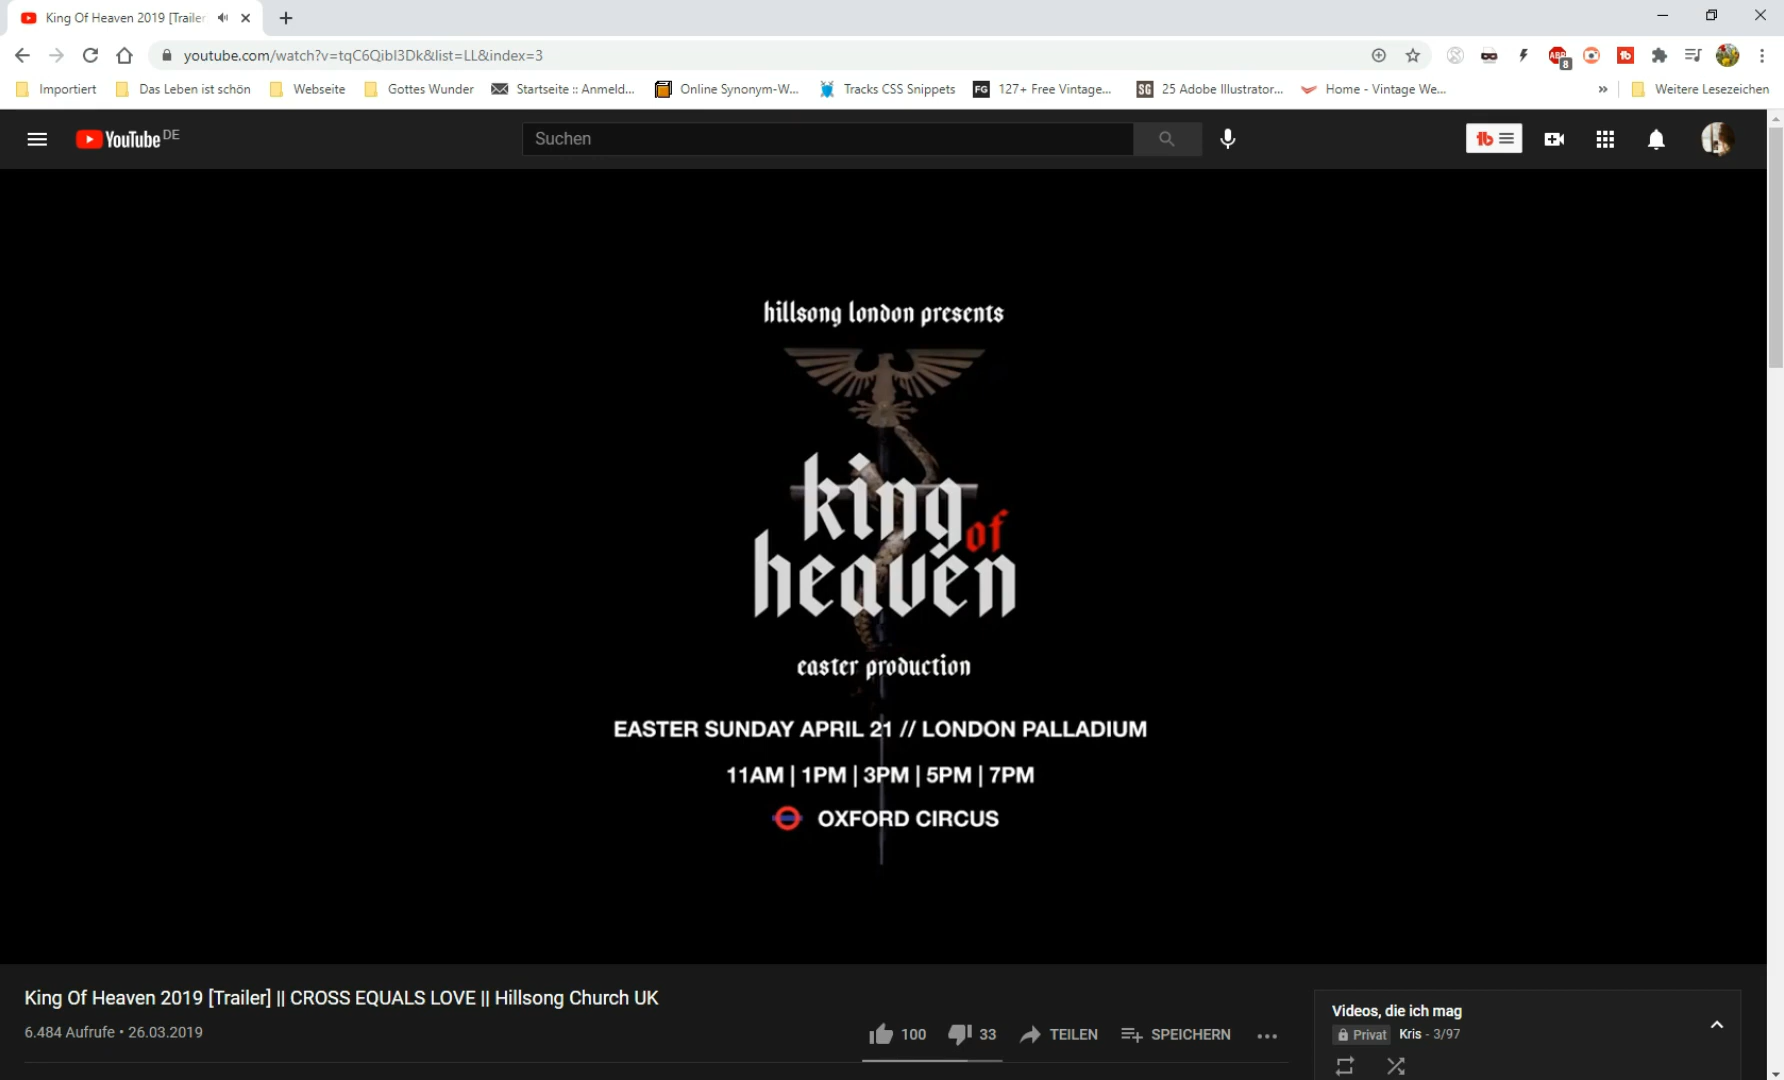 King Of Heaven 2019 [Trailer
youtube.com/watch?v=tqC6Qibl3Dk&list=LL&index=3
8
Importiert Das Leben ist schön Webseite Gottes Wunder Startseite :: Anmeld... Online Synonym-W... Tracks CSS Snippets FG 127+ Free Vintage... SG 25 Adobe Illustrator... Home - Vintage We... » Weitere Lesezeichen
YouTube DE
Suchen
hillsong london presents
king
of
heaven
easter production
EASTER SUNDAY APRIL 21 // LONDON PALLADIUM
11AM | 1PM | 3PM | 5PM | 7PM
OXFORD CIRCUS
King Of Heaven 2019 [Trailer] || CROSS EQUALS LOVE || Hillsong Church UK
6.484 Aufrufe • 26.03.2019
100 33 TEILEN SPEICHERN
Videos, die ich mag
Privat Kris - 3/97